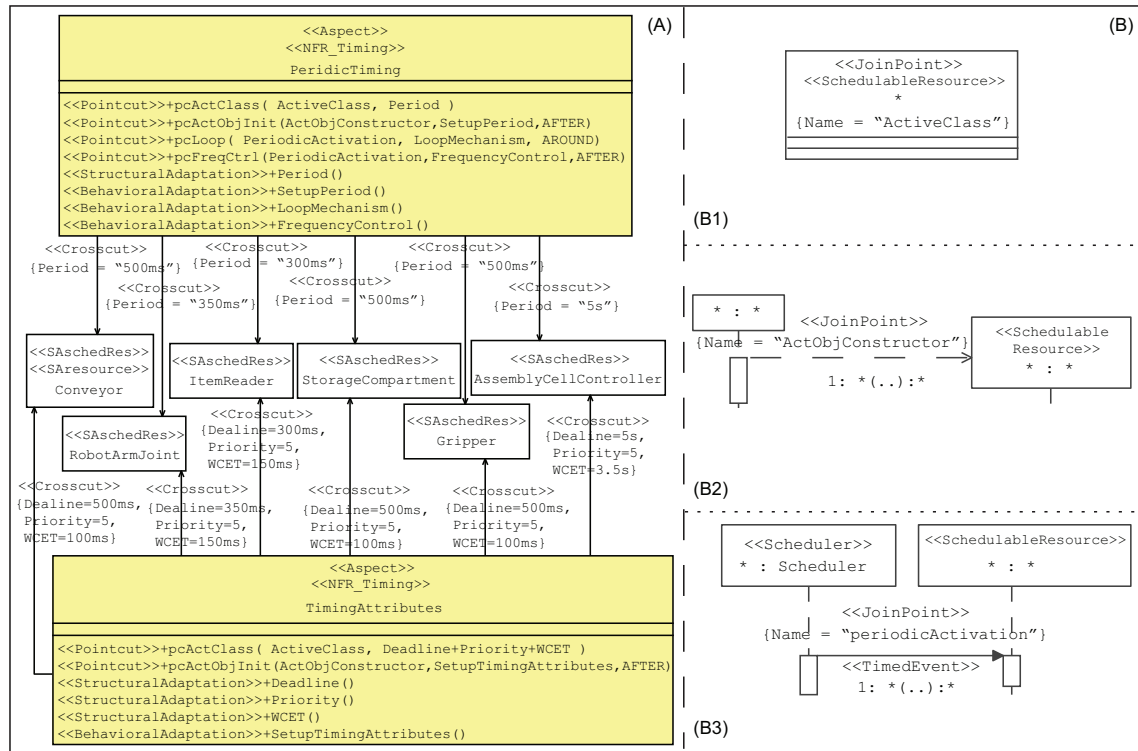 (A)
<<Aspect>>
<<NFR_Timing>>
PeridicTiming
<<Pointcut>>+pcActClass( ActiveClass, Period )
<<Pointcut>>+pcActObjInit(ActObjConstructor,SetupPeriod,AFTER)
<<Pointcut>>+pcLoop( PeriodicActivation, LoopMechanism, AROUND)
<<Pointcut>>+pcFreqCtrl(PeriodicActivation,FrequencyControl,AFTER)
<<StructuralAdaptation>>+Period()
<<BehavioralAdaptation>>+SetupPeriod()
<<BehavioralAdaptation>>+LoopMechanism()
<<BehavioralAdaptation>>+FrequencyControl()
<<Crosscut>>
{Period = “500ms”}
<<Crosscut>>
{Period = “350ms”}
<<Crosscut>>
{Period = “300ms”}
<<Crosscut>>
{Period = “500ms”}
<<Crosscut>>
{Period = “500ms”}
<<Crosscut>>
{Period = “5s”}
<<SAschedRes>>
<<SAresource>>
Conveyor
<<SAschedRes>>
RobotArmJoint
<<SAschedRes>>
ItemReader
<<SAschedRes>>
StorageCompartment
<<SAschedRes>>
Gripper
<<SAschedRes>>
AssemblyCellController
<<Crosscut>>
{Dealine=500ms,
Priority=5,
WCET=100ms}
<<Crosscut>>
{Dealine=350ms,
Priority=5,
WCET=150ms}
<<Crosscut>>
{Dealine=300ms,
Priority=5,
WCET=150ms}
<<Crosscut>>
{Dealine=500ms,
Priority=5,
WCET=100ms}
<<Crosscut>>
{Dealine=500ms,
Priority=5,
WCET=100ms}
<<Crosscut>>
{Dealine=5s,
Priority=5,
WCET=3.5s}
<<Aspect>>
<<NFR_Timing>>
TimingAttributes
<<Pointcut>>+pcActClass( ActiveClass, Deadline+Priority+WCET )
<<Pointcut>>+pcActObjInit(ActObjConstructor,SetupTimingAttributes,AFTER)
<<StructuralAdaptation>>+Deadline()
<<StructuralAdaptation>>+Priority()
<<StructuralAdaptation>>+WCET()
<<BehavioralAdaptation>>+SetupTimingAttributes()
(B)
<<JoinPoint>>
<<SchedulableResource>>
*
{Name = “ActiveClass”}
(B1)
* : *
<<JoinPoint>>
{Name = “ActObjConstructor”}
1: *(..):*
<<Schedulable
Resource>>
* : *
(B2)
<<Scheduler>>
* : Scheduler
<<SchedulableResource>>
* : *
<<JoinPoint>>
{Name = “periodicActivation”}
<<TimedEvent>>
1: *(..):*
(B3)